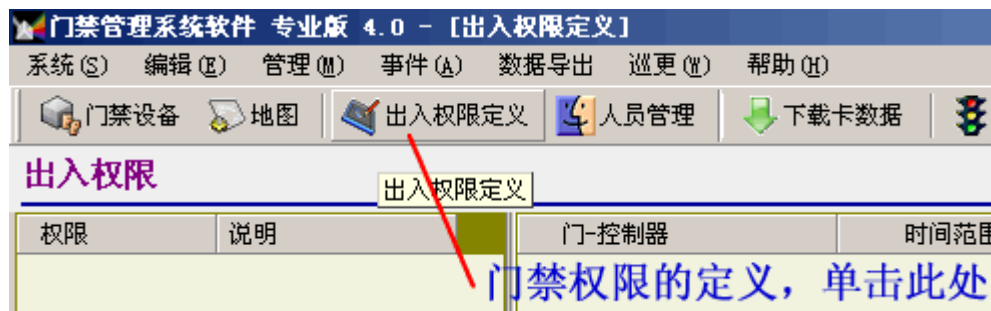 门禁管理系统软件 专业版 4.0 - [出入权限定义]
系统(S) 编辑(E) 管理(M) 事件(A) 数据导出 巡更(W) 帮助(H)
门禁设备 地图 出入权限定义 人员管理 下载卡数据
出入权限
出入权限定义
权限 说明 门-控制器 时间范围
门禁权限的定义，单击此处